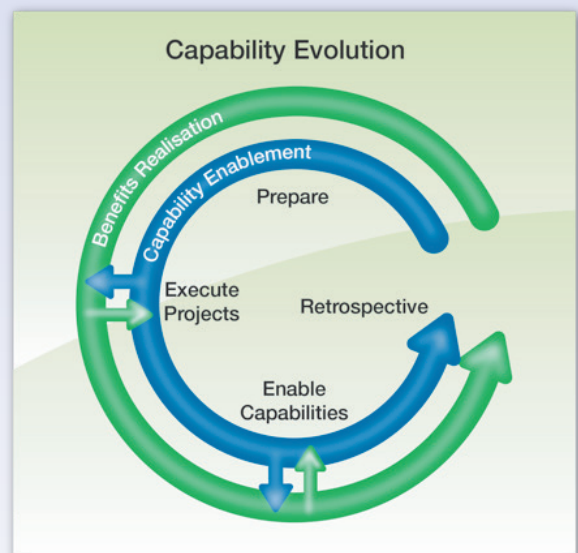 Capability Evolution
Benefits Realisation
Capability Enablement
Prepare
Execute
Projects
Retrospective
Enable
Capabilities